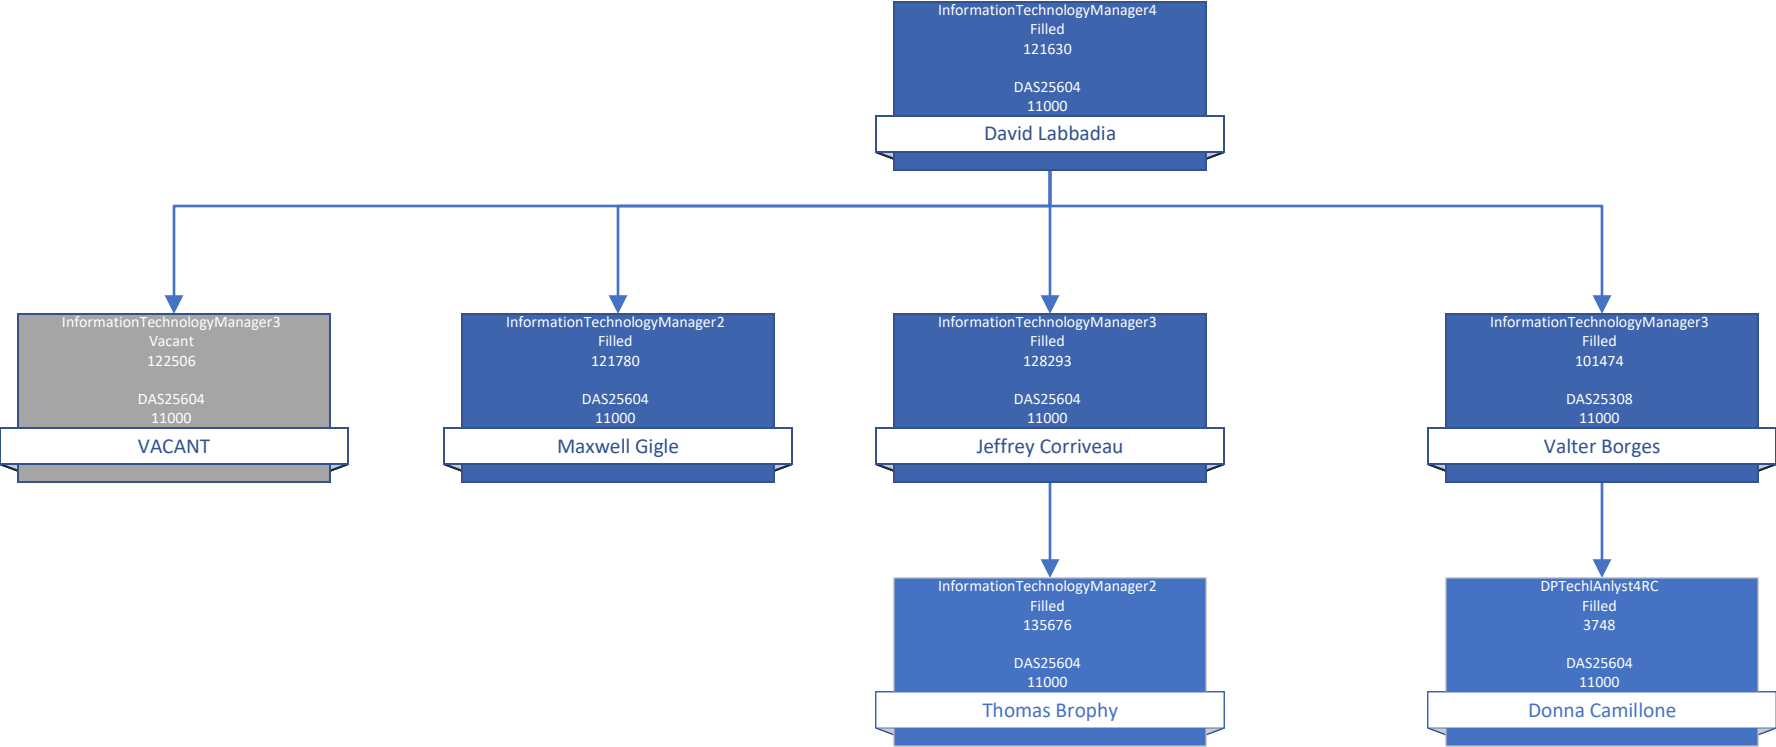 InformationTechnologyManager4
Filled
121630
DAS25604
11000
David Labbadia
InformationTechnologyManager3
Vacant
122506
DAS25604
11000
VACANT
InformationTechnologyManager2
Filled
121780
DAS25604
11000
Maxwell Gigle
InformationTechnologyManager3
Filled
128293
DAS25604
11000
Jeffrey Corriveau
InformationTechnologyManager3
Filled
101474
DAS25308
11000
Valter Borges
InformationTechnologyManager2
Filled
135676
DAS25604
11000
Thomas Brophy
DPTechlAnlyst4RC
Filled
3748
DAS25604
11000
Donna Camillone